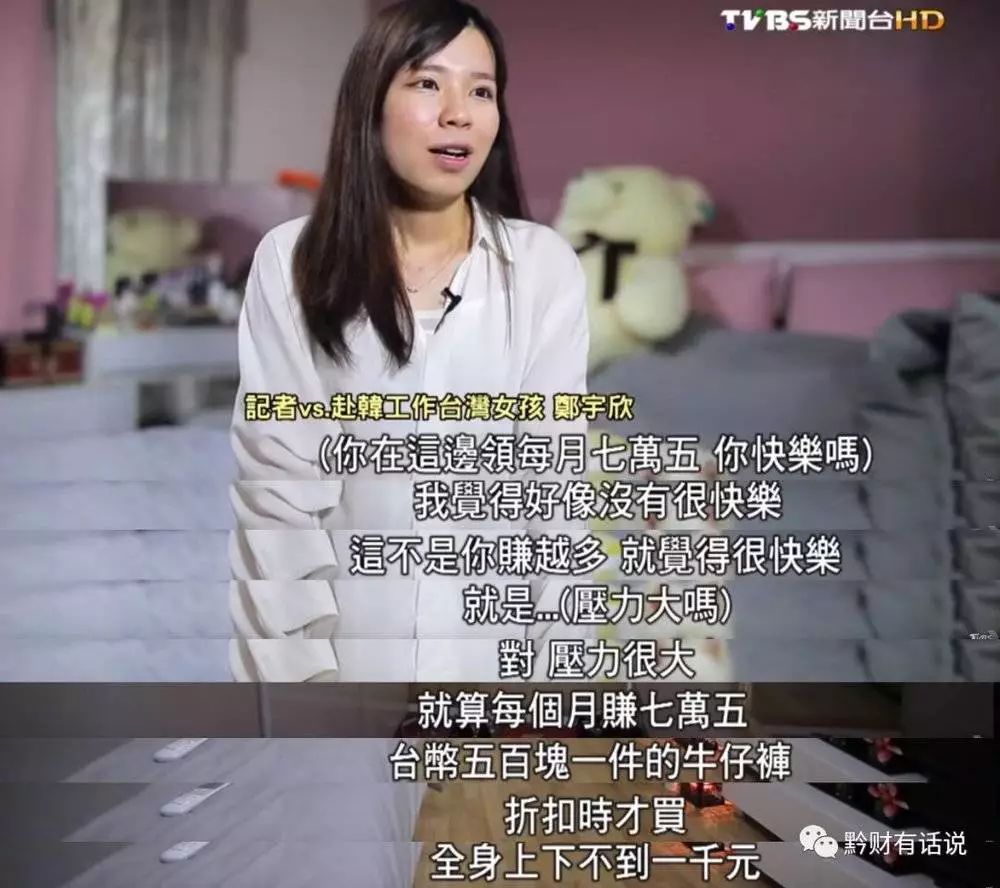 TVBS新聞台HD
記者vs.赴韓工作台灣女孩 鄭宇欣
(你在這邊領每月七萬五 你快樂嗎)
我覺得好像沒有很快樂
這不是你賺越多 就覺得很快樂
就是...(壓力大嗎)
對 壓力很大
就算每個月賺七萬五
台幣五百塊一件的牛仔褲
折扣時才買
全身上下不到一千元
黔财有话说